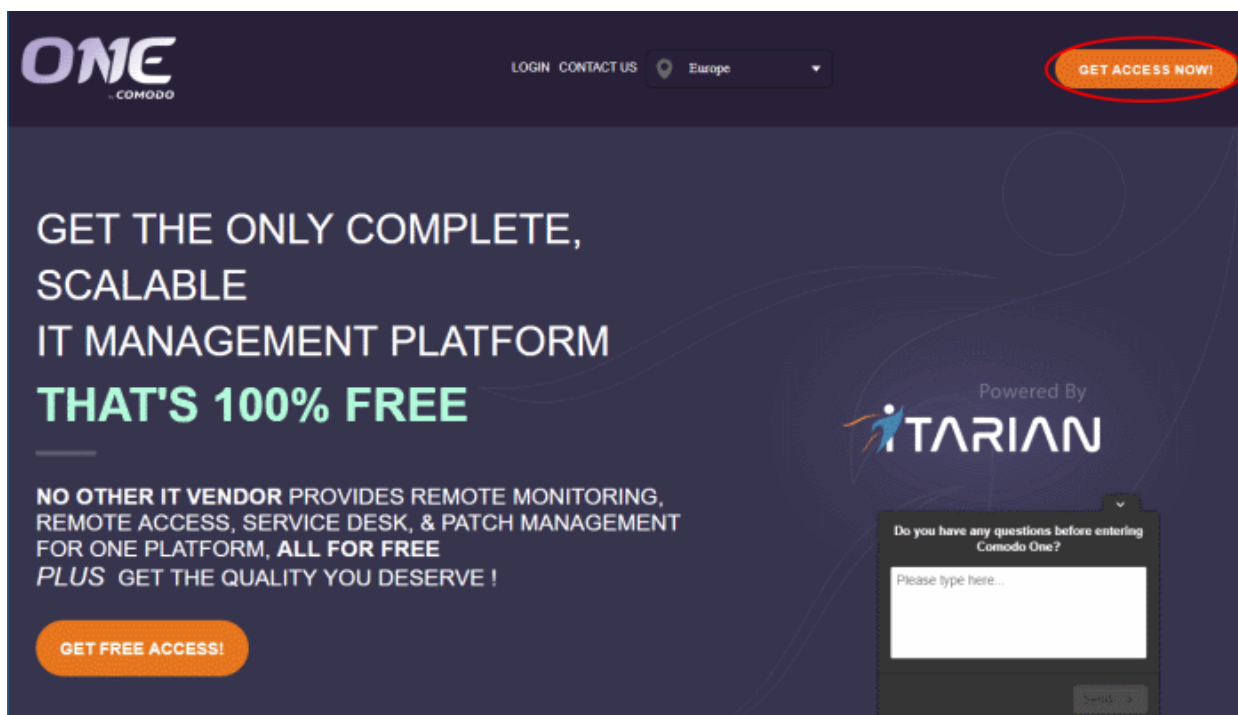 ONE
by COMODO
LOGIN CONTACT US Europe
GET ACCESS NOW!
GET THE ONLY COMPLETE,
SCALABLE
IT MANAGEMENT PLATFORM
THAT'S 100% FREE
Powered By
ITARIAN
NO OTHER IT VENDOR PROVIDES REMOTE MONITORING,
REMOTE ACCESS, SERVICE DESK, & PATCH MANAGEMENT
FOR ONE PLATFORM, ALL FOR FREE
PLUS GET THE QUALITY YOU DESERVE !
GET FREE ACCESS!
Do you have any questions before entering
Comodo One?
Please type here...
Send